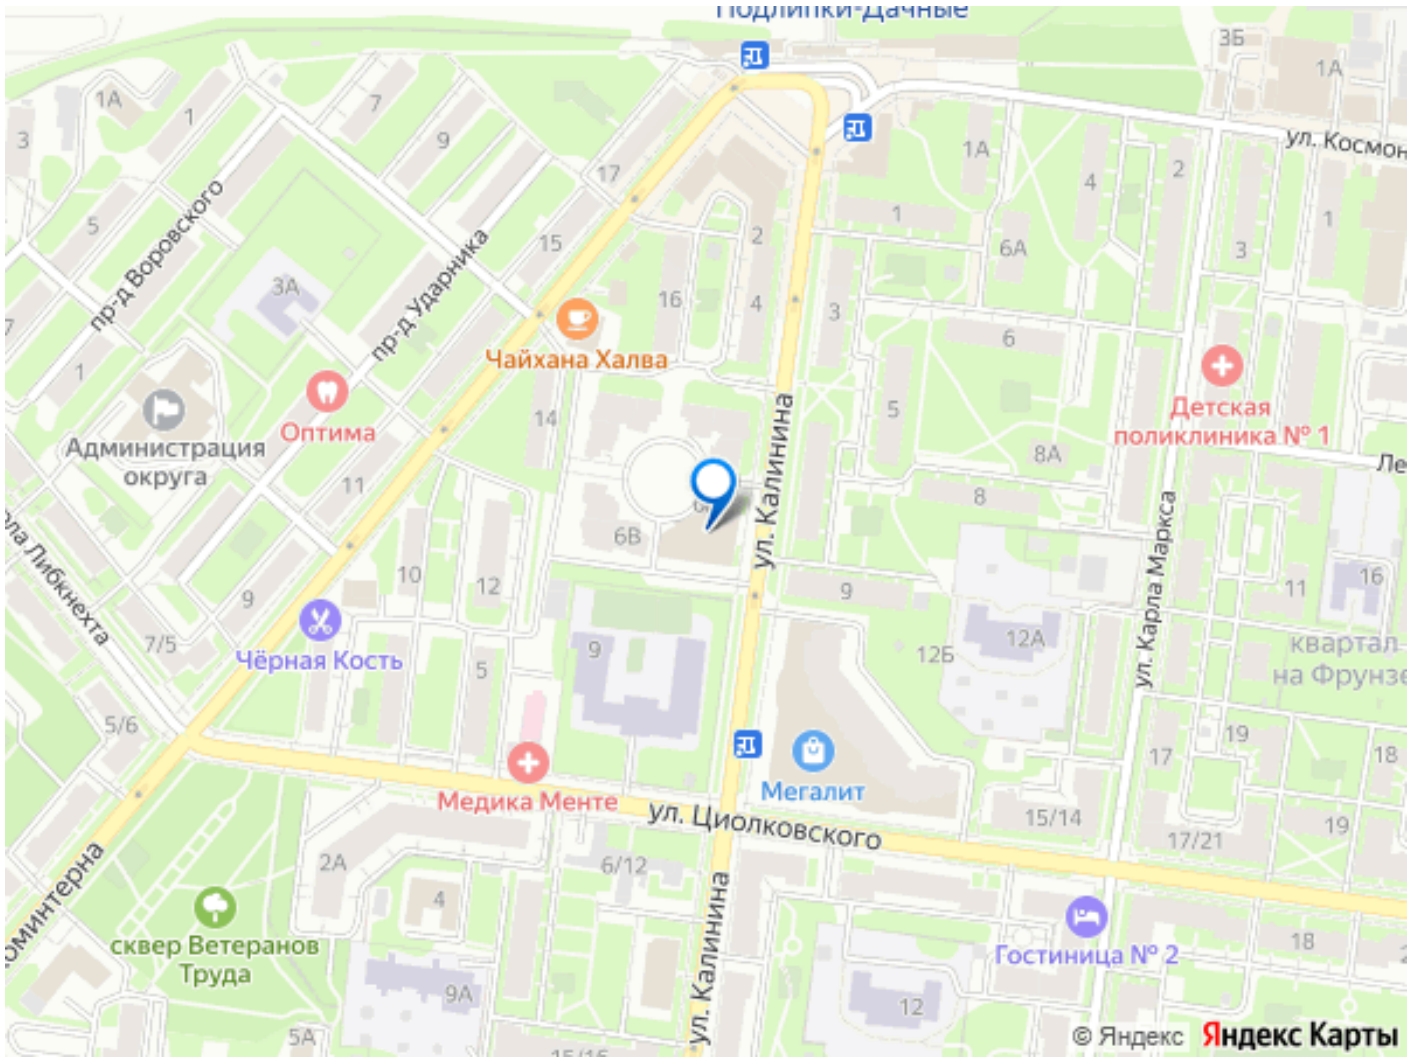 Подлипки-Дачные
3Б
1А
1А
7
1
3
9
ул. Космон
1А
2
17
4
пр-д Воровского
5
1
1
15
2
6А
3
пр-д Ударника
3А
16
4
3
7
6
Чайхана Халва
1
5
Детская
поликлиника № 1
Оптима
14
ул. Калинина
Администрация
округа
8А
Ле
11
8
6В
ла Либкнехта
ул. Карла Маркса
10
12
9
11
16
9
7/5
9
12А
12Б
квартал
на Фрунзе
Чёрная Кость
5
5/6
19
17
18
Мегалит
Медика Менте
ул. Циолковского
15/14
19
17/21
2А
6/12
оминтерна
4
ул. Калинина
сквер Ветеранов
Труда
18
2
Гостиница № 2
9А
12
5А
15/16
© Яндекс Яндекс Карты